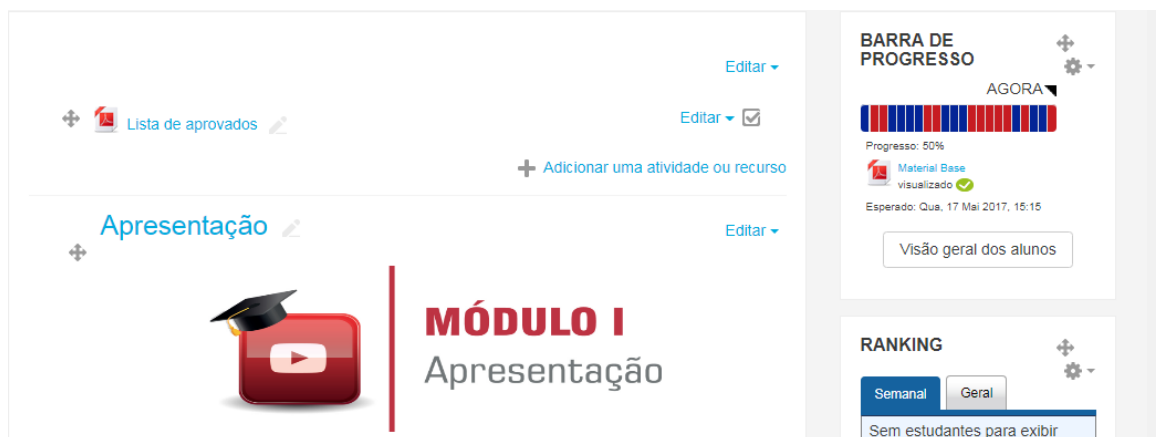 Editar
Lista de aprovados
Editar
Adicionar uma atividade ou recurso
Apresentação
Editar
MÓDULO I
Apresentação
BARRA DE
PROGRESSO
AGORA
Progresso: 50%
Material Base
visualizado
Esperado: Qua, 17 Mai 2017, 15:15
Visão geral dos alunos
RANKING
Semanal
Geral
Sem estudantes para exibir